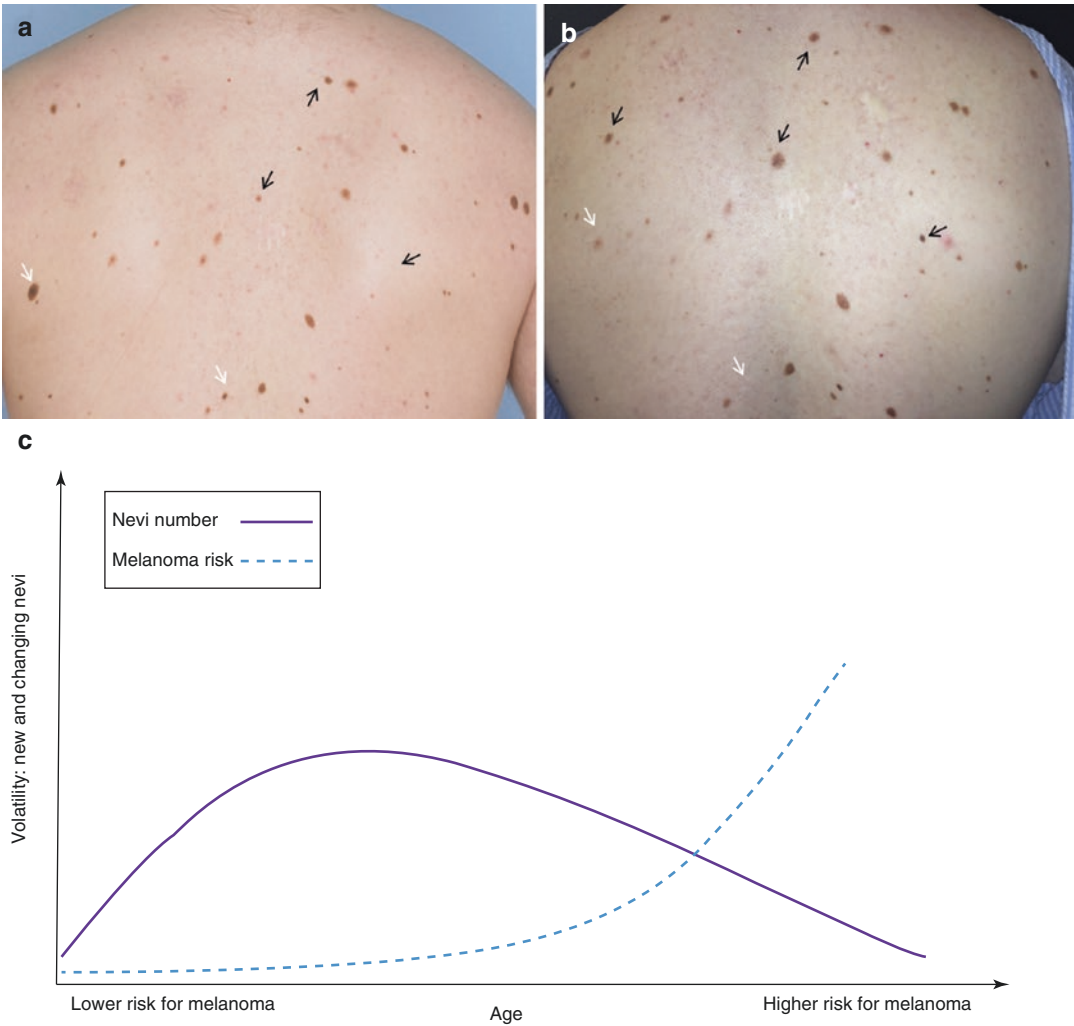 a
b
c
Nevi number
Melanoma risk
Volatility: new and changing nevi
Lower risk for melanoma
Age
Higher risk for melanoma